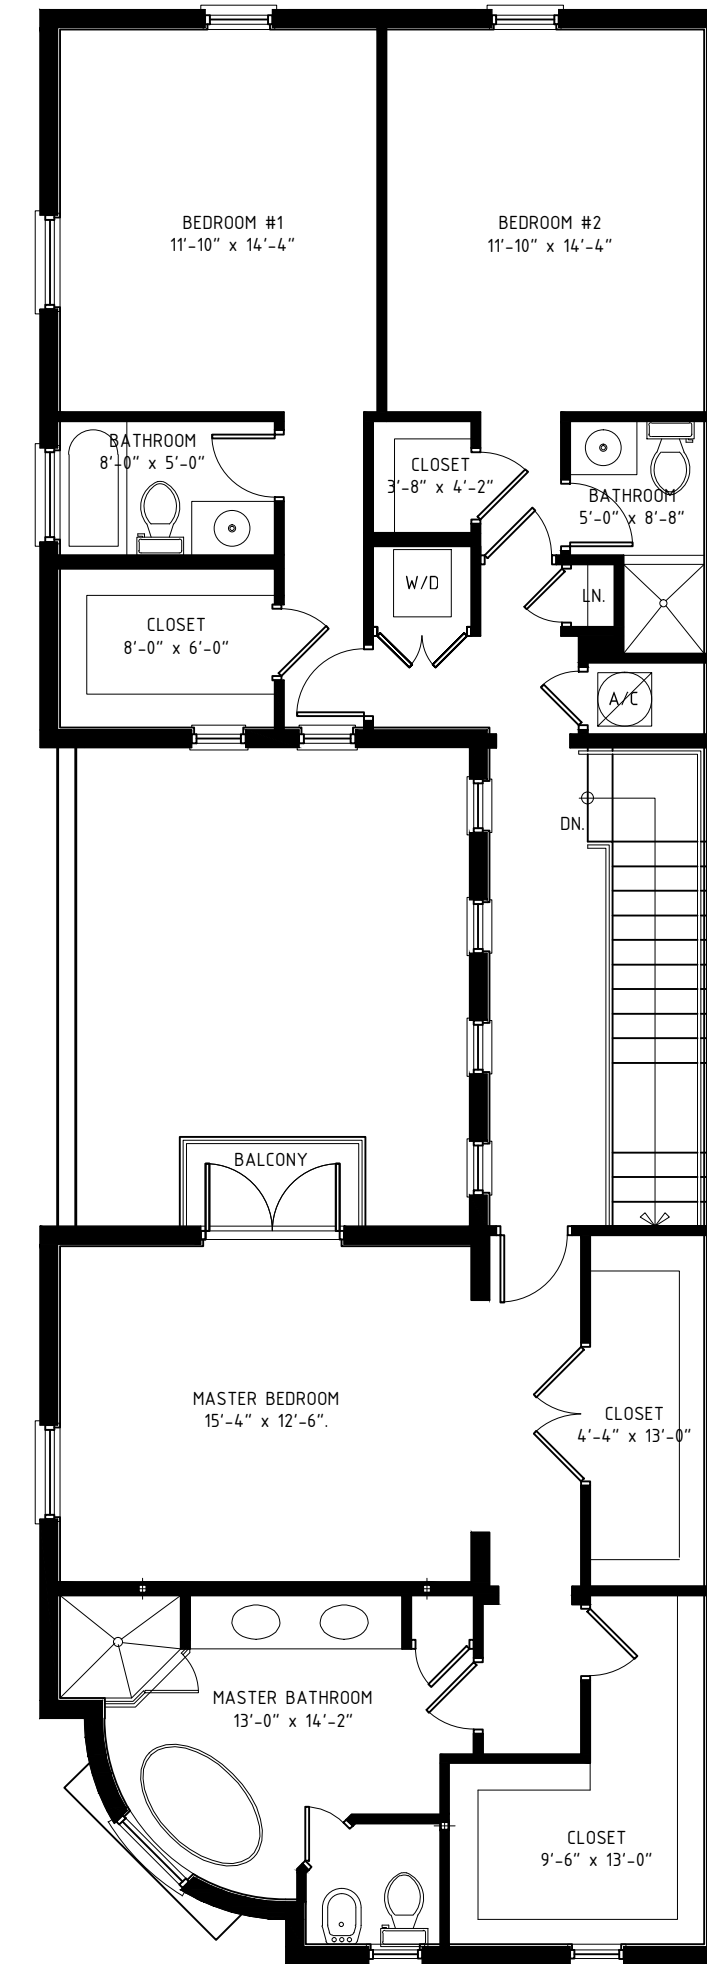 BEDROOM #1
11'-10" x 14'-4"
BEDROOM #2
11'-10" x 14'-4"
BATHROOM
8'-0" x 5'-0"
CLOSET
3'-8" x 4'-2"
BATHROOM
5'-0" x 8'-8"
W/D
LN.
CLOSET
8'-0" x 6'-0"
A/C
DN.
BALCONY
MASTER BEDROOM
15'-4" x 12'-6".
CLOSET
4'-4" x 13'-0"
MASTER BATHROOM
13'-0" x 14'-2"
CLOSET
9'-6" x 13'-0"